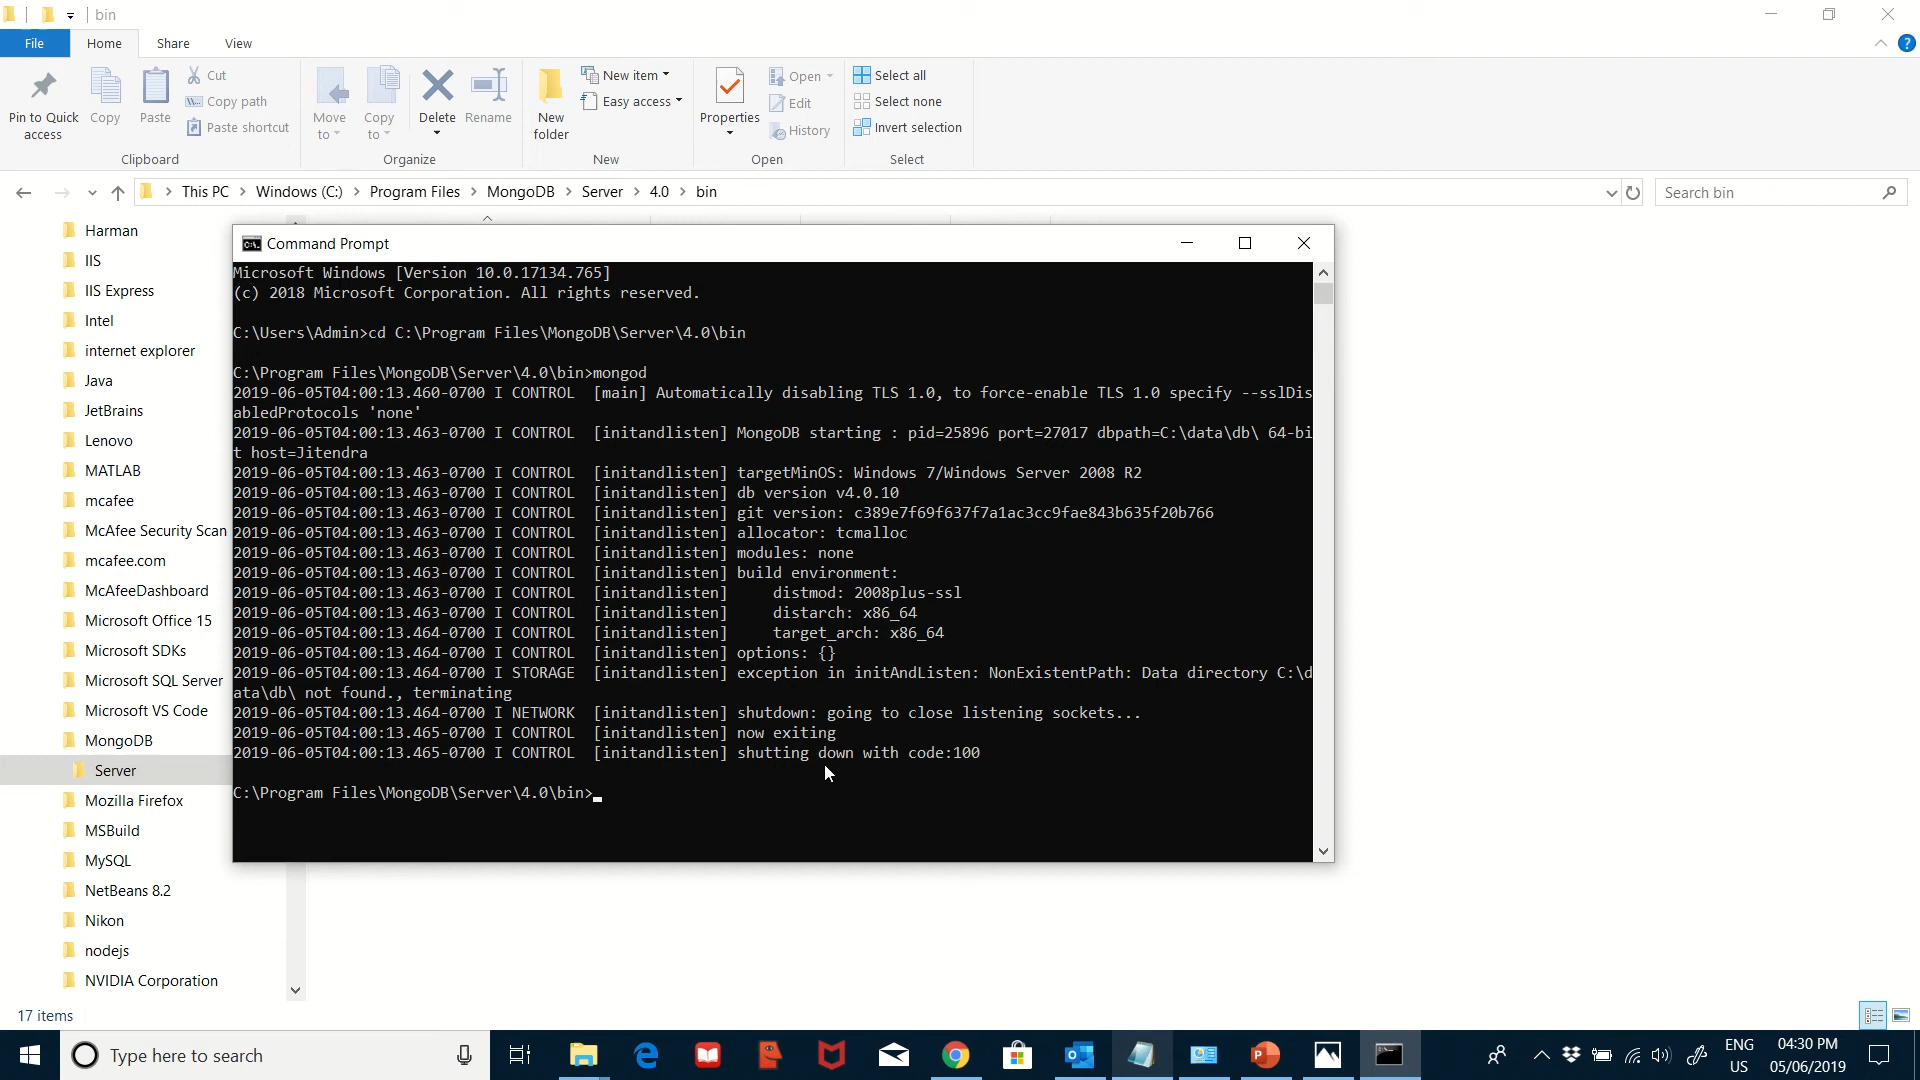 bin
File
Home
Share
View
Pin to Quick
access
Copy
Paste
Cut
Copy path
Paste shortcut
Clipboard
Move
to
Copy
to
Delete
Rename
Organize
New
folder
New item
Easy access
New
Properties
Open
Edit
History
Open
Select all
Select none
Invert selection
Select
This PC > Windows (C:) > Program Files > MongoDB > Server > 4.0 > bin
Search bin
Harman
IIS
IIS Express
Intel
internet explorer
Java
JetBrains
Lenovo
MATLAB
mcafee
McAfee Security Scan
mcafee.com
McAfeeDashboard
Microsoft Office 15
Microsoft SDKs
Microsoft SQL Server
Microsoft VS Code
MongoDB
Server
Mozilla Firefox
MSBuild
MySQL
NetBeans 8.2
Nikon
nodejs
NVIDIA Corporation
17 items
Command Prompt
Microsoft Windows [Version 10.0.17134.765]
(c) 2018 Microsoft Corporation. All rights reserved.
C:\Users\Admin>cd C:\Program Files\MongoDB\Server\4.0\bin
C:\Program Files\MongoDB\Server\4.0\bin>mongod
2019-06-05T04:00:13.460-0700 I CONTROL  [main] Automatically disabling TLS 1.0, to force-enable TLS 1.0 specify --sslDis
abledProtocols 'none'
2019-06-05T04:00:13.463-0700 I CONTROL  [initandlisten] MongoDB starting : pid=25896 port=27017 dbpath=C:\data\db\ 64-bi
t host=Jitendra
2019-06-05T04:00:13.463-0700 I CONTROL  [initandlisten] targetMinOS: Windows 7/Windows Server 2008 R2
2019-06-05T04:00:13.463-0700 I CONTROL  [initandlisten] db version v4.0.10
2019-06-05T04:00:13.463-0700 I CONTROL  [initandlisten] git version: c389e7f69f637f7a1ac3cc9fae843b635f20b766
2019-06-05T04:00:13.463-0700 I CONTROL  [initandlisten] allocator: tcmalloc
2019-06-05T04:00:13.463-0700 I CONTROL  [initandlisten] modules: none
2019-06-05T04:00:13.463-0700 I CONTROL  [initandlisten] build environment:
2019-06-05T04:00:13.463-0700 I CONTROL  [initandlisten]     distmod: 2008plus-ssl
2019-06-05T04:00:13.463-0700 I CONTROL  [initandlisten]     distarch: x86_64
2019-06-05T04:00:13.464-0700 I CONTROL  [initandlisten]     target_arch: x86_64
2019-06-05T04:00:13.464-0700 I CONTROL  [initandlisten] options: {}
2019-06-05T04:00:13.464-0700 I STORAGE  [initandlisten] exception in initAndListen: NonExistentPath: Data directory C:\d
ata\db\ not found., terminating
2019-06-05T04:00:13.464-0700 I NETWORK  [initandlisten] shutdown: going to close listening sockets...
2019-06-05T04:00:13.465-0700 I CONTROL  [initandlisten] now exiting
2019-06-05T04:00:13.465-0700 I CONTROL  [initandlisten] shutting down with code:100
C:\Program Files\MongoDB\Server\4.0\bin>
Type here to search
ENG
US
04:30 PM
05/06/2019